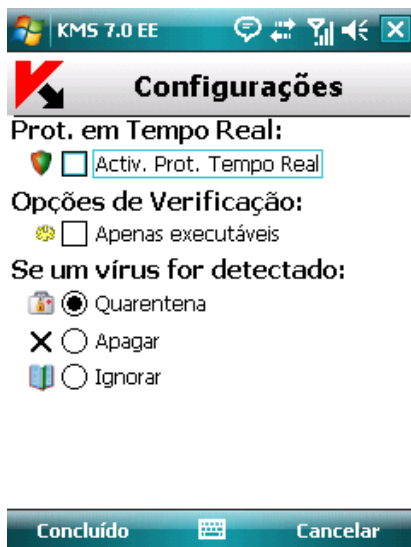 KMS 7.0 EE
Configurações
Prot. em Tempo Real:
Activ. Prot. Tempo Real
Opções de Verificação:
Apenas executáveis
Se um vírus for detectado:
Quarentena
Apagar
Ignorar
Concluído Cancelar